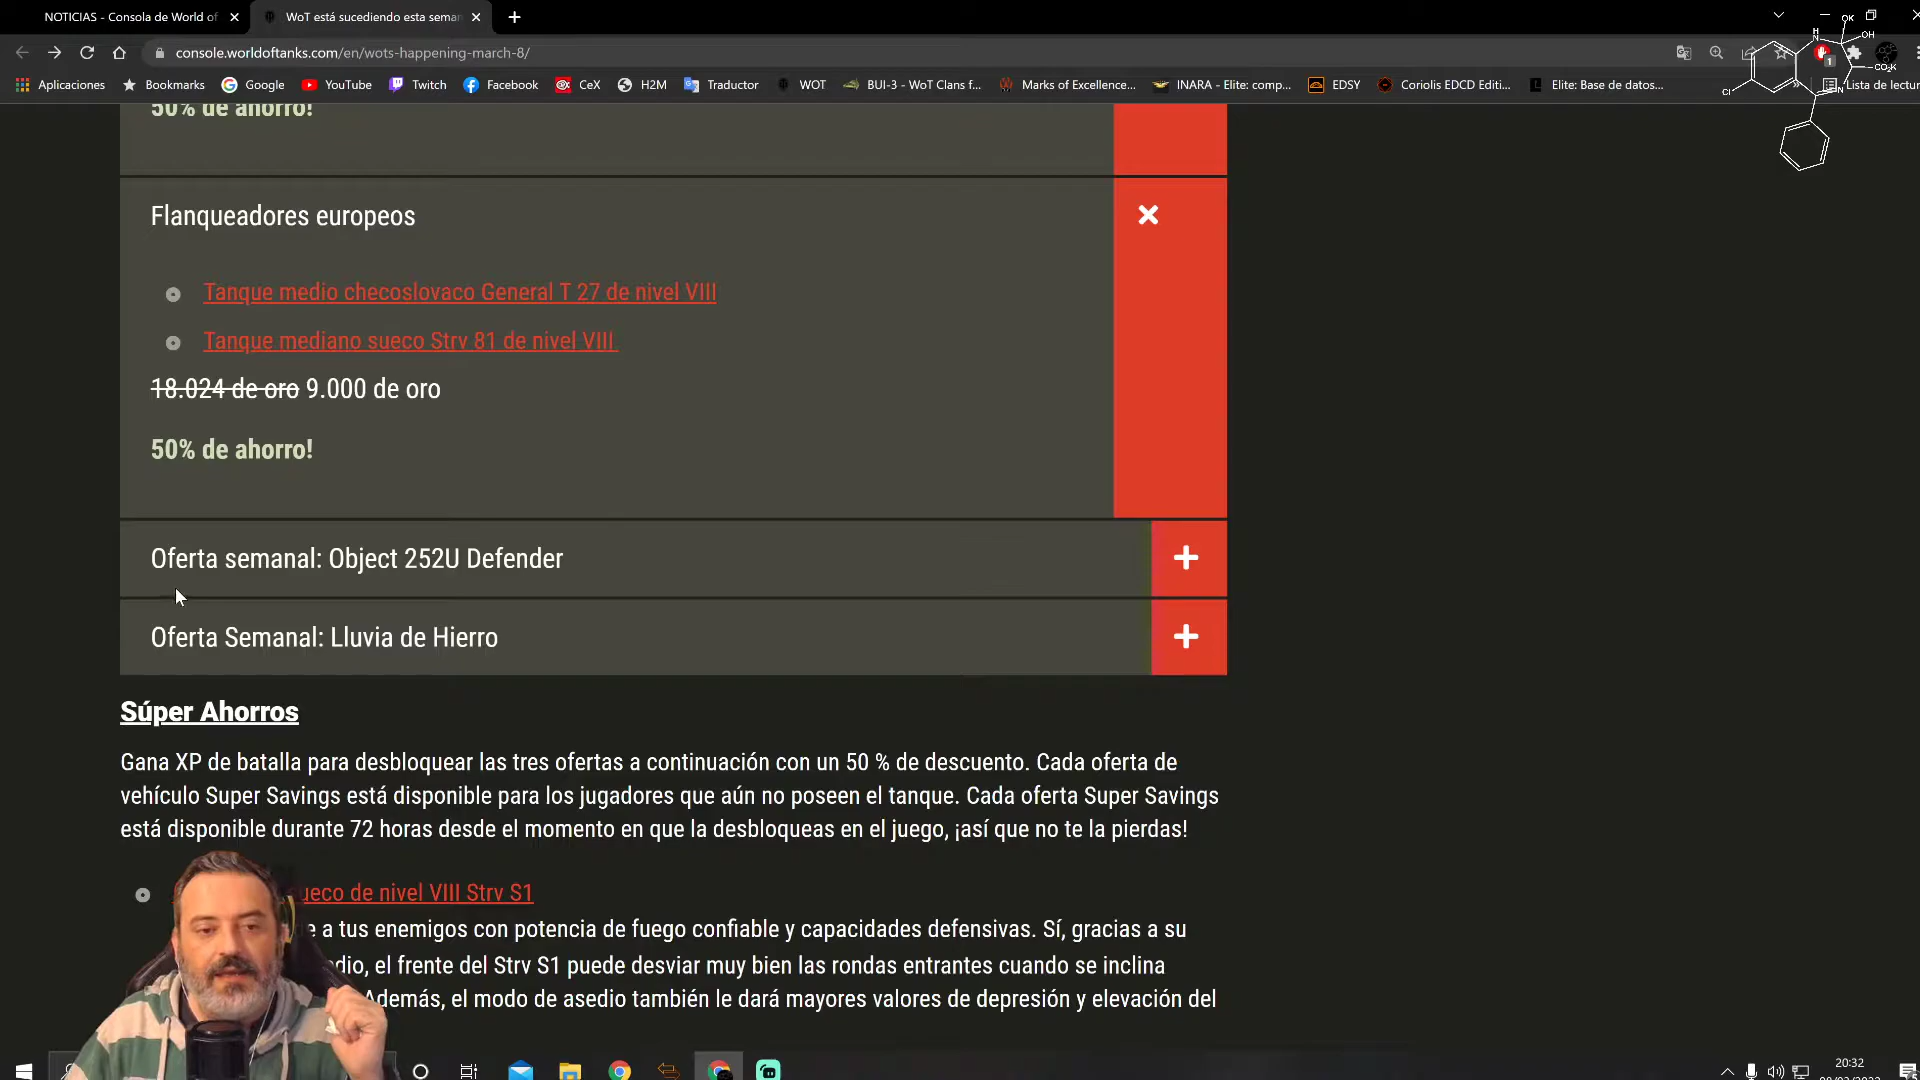 NOTICIAS - Consola de World of
WoT está sucediendo esta seman
console.worldoftanks.com/en/wots-happening-march-8/
Aplicaciones Bookmarks Google YouTube Twitch Facebook CeX H2M Traductor WOT BUI-3 - WoT Clans f... Marks of Excellence... INARA - Elite: comp... EDSY Coriolis EDCD Editi... Elite: Base de datos... Lista de lectur
H OK
OH
CO₂K
Cl N
50% de ahorro!
Flanqueadores europeos
Tanque medio checoslovaco General T 27 de nivel VIII
Tanque mediano sueco Strv 81 de nivel VIII
18.024 de oro 9.000 de oro
50% de ahorro!
Oferta semanal: Object 252U Defender
Oferta Semanal: Lluvia de Hierro
Súper Ahorros
Gana XP de batalla para desbloquear las tres ofertas a continuación con un 50 % de descuento. Cada oferta de
vehículo Super Savings está disponible para los jugadores que aún no poseen el tanque. Cada oferta Super Savings
está disponible durante 72 horas desde el momento en que la desbloqueas en el juego, ¡así que no te la pierdas!
ueco de nivel VIII Strv S1
e a tus enemigos con potencia de fuego confiable y capacidades defensivas. Sí, gracias a su
dio, el frente del Strv S1 puede desviar muy bien las rondas entrantes cuando se inclina
Además, el modo de asedio también le dará mayores valores de depresión y elevación del
20:32